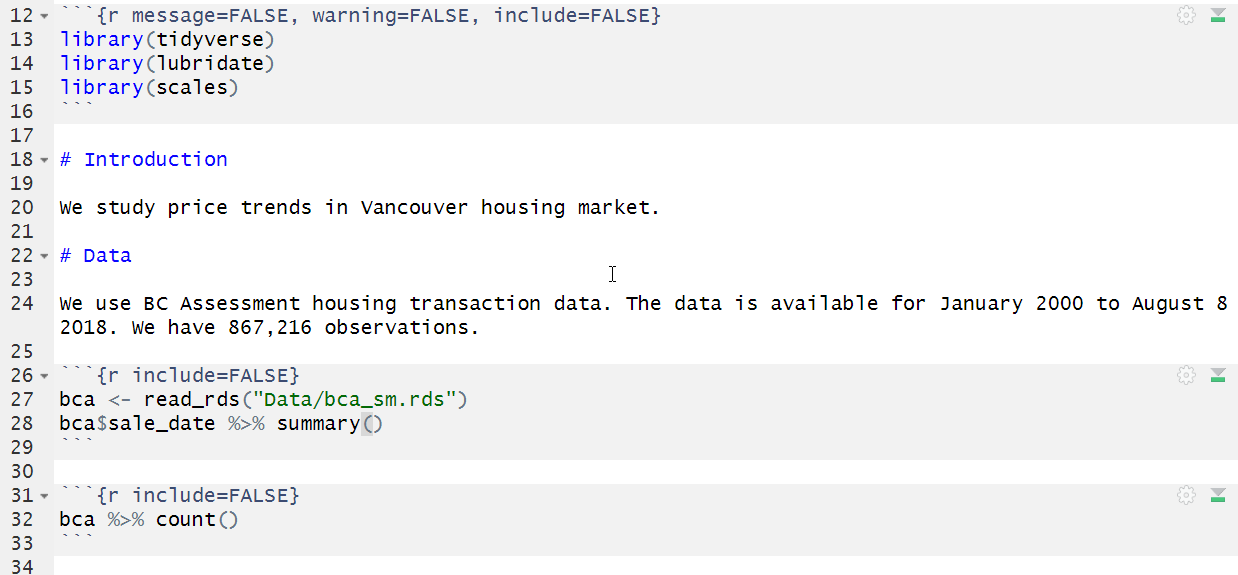 12 ```{r message=FALSE, warning=FALSE, include=FALSE}
13 library(tidyverse)
14 library(lubridate)
15 library(scales)
16 ```
17
18 # Introduction
19
20 We study price trends in Vancouver housing market.
21
22 # Data
23
24 We use BC Assessment housing transaction data. The data is available for January 2000 to August 8
2018. We have 867,216 observations.
25
26 ```{r include=FALSE}
27 bca <- read_rds("Data/bca_sm.rds")
28 bca$sale_date %>% summary()
29 ```
30
31 ```{r include=FALSE}
32 bca %>% count()
33 ```
34